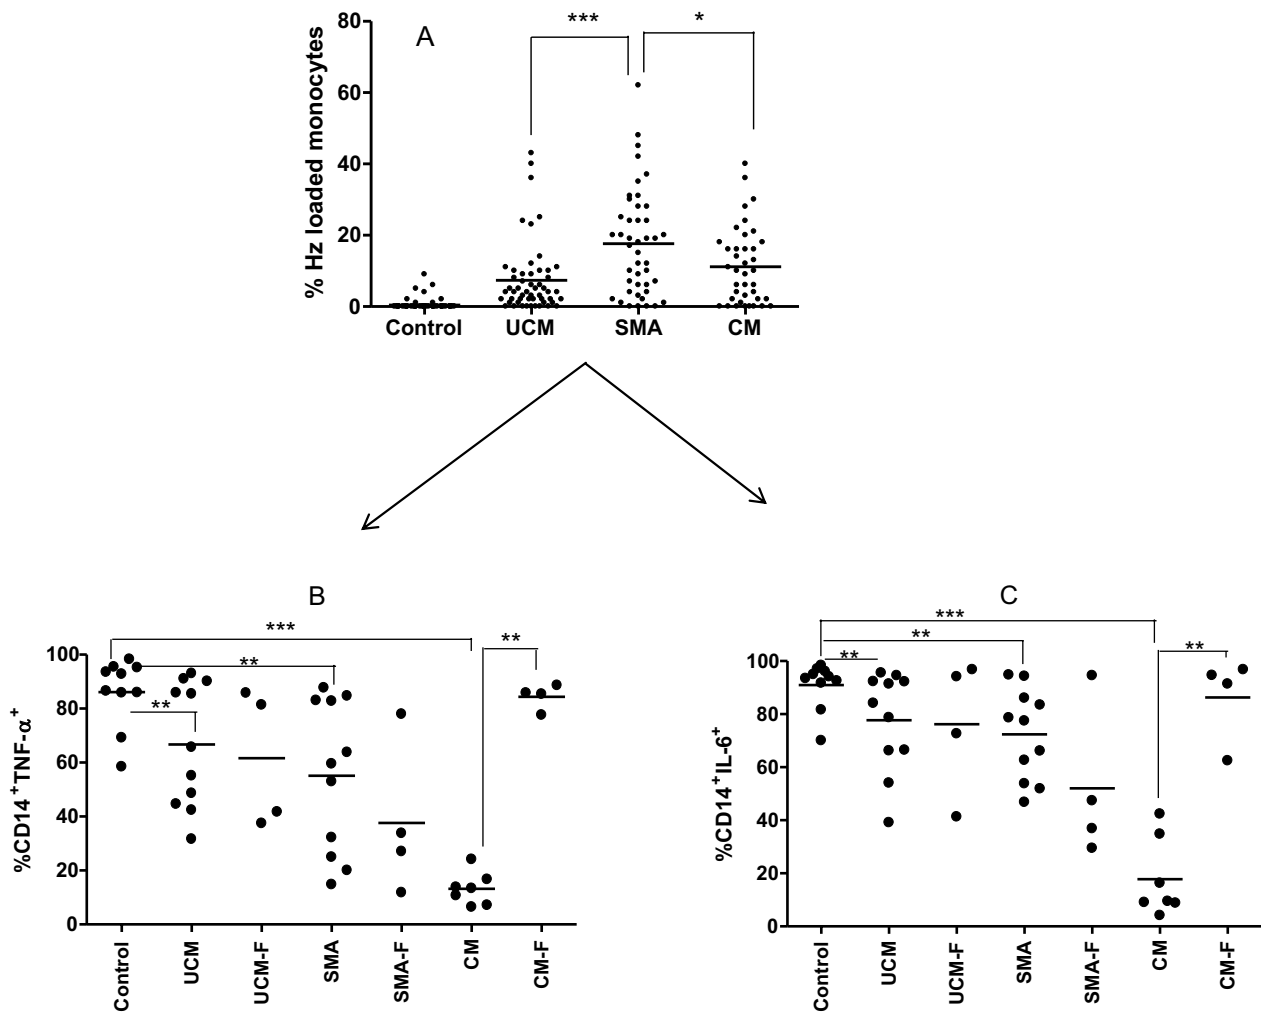 A
*** *
% Hz loaded monocytes
80
60
40
20
0
Control UCM SMA CM
B
*** **
**
**
%CD14⁺TNF-α⁺
100
80
60
40
20
0
Control UCM UCM-F SMA SMA-F CM CM-F
C
***
**
** **
%CD14⁺IL-6⁺
100
80
60
40
20
0
Control UCM UCM-F SMA SMA-F CM CM-F